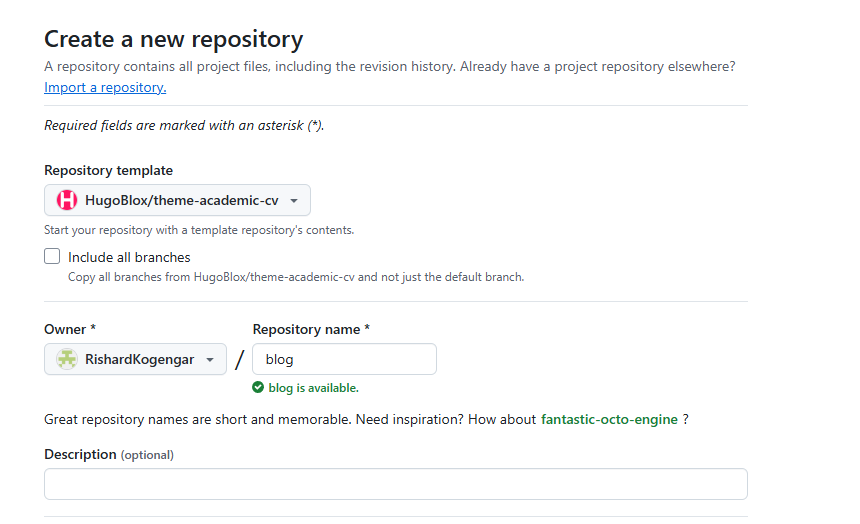 Create a new repository
A repository contains all project files, including the revision history. Already have a project repository elsewhere?
Import a repository.
Required fields are marked with an asterisk (*).
Repository template
HugoBlox/theme-academic-cv
Start your repository with a template repository's contents.
Include all branches
Copy all branches from HugoBlox/theme-academic-cv and not just the default branch.
Owner * Repository name *
RishardKogengar / blog
blog is available.
Great repository names are short and memorable. Need inspiration? How about fantastic-octo-engine ?
Description (optional)